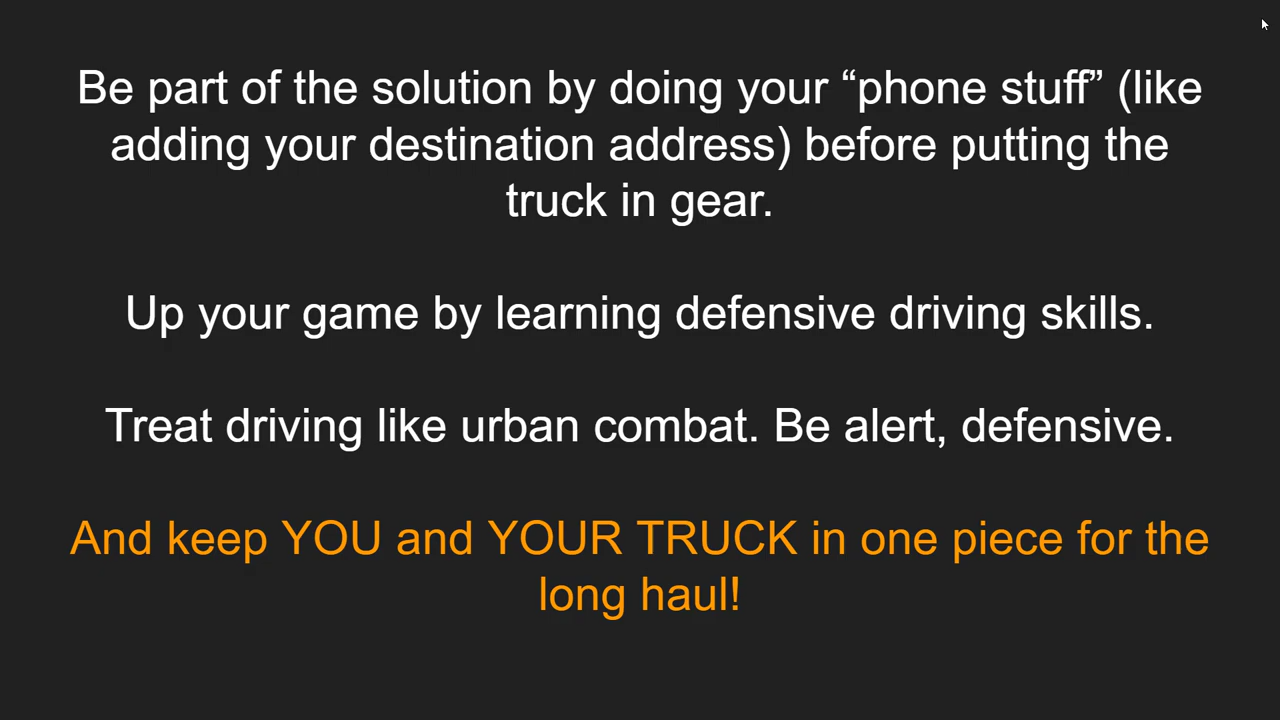 Be part of the solution by doing your “phone stuff” (like
adding your destination address) before putting the
truck in gear.
Up your game by learning defensive driving skills.
Treat driving like urban combat. Be alert, defensive.
And keep YOU and YOUR TRUCK in one piece for the
long haul!